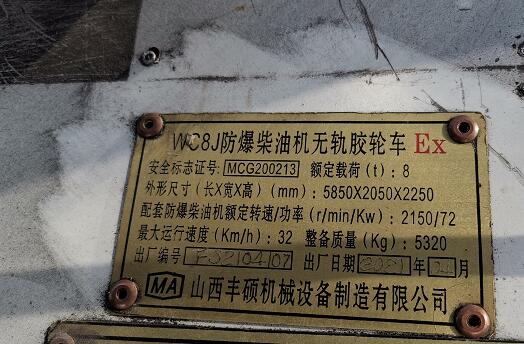 WC8J防爆柴油机无轨胶轮车 Ex
安全标志证号: MCG200213 额定载荷(t): 8
外形尺寸(长X宽X高)(mm): 5850X2050X2250
配套防爆柴油机额定转速/功率(r/min/Kw): 2150/72
最大运行速度(Km/h): 32 整备质量(Kg): 5320
出厂编号 出厂日期 2021年 月
MA 山西丰硕机械设备制造有限公司